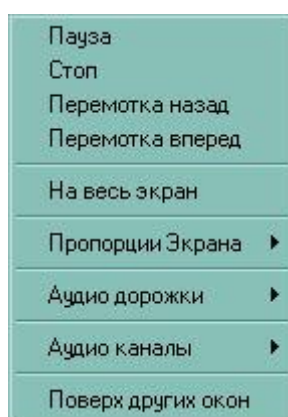 Пауза
Стоп
Перемотка назад
Перемотка вперед
На весь экран
Пропорции Экрана
Аудио дорожки
Аудио каналы
Поверх других окон